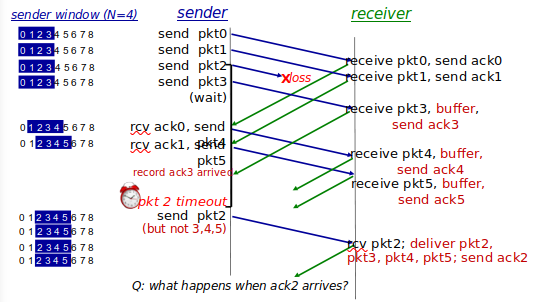 sender window (N=4)
sender
receiver
0 1 2 3 4 5 6 7 8
send pkt0
0 1 2 3 4 5 6 7 8
send pkt1
0 1 2 3 4 5 6 7 8
send pkt2
0 1 2 3 4 5 6 7 8
send pkt3
(wait)
Xloss
receive pkt0, send ack0
receive pkt1, send ack1
receive pkt3, buffer,
send ack3
0 1 2 3 4 5 6 7 8
rcv ack0, send
pkt4
0 1 2 3 4 5 6 7 8
rcv ack1, send
pkt5
record ack3 arrived
receive pkt4, buffer,
send ack4
receive pkt5, buffer,
send ack5
pkt 2 timeout
0 1 2 3 4 5 6 7 8
send pkt2
0 1 2 3 4 5 6 7 8
(but not 3,4,5)
0 1 2 3 4 5 6 7 8
0 1 2 3 4 5 6 7 8
rcv pkt2; deliver pkt2,
pkt3, pkt4, pkt5; send ack2
Q: what happens when ack2 arrives?